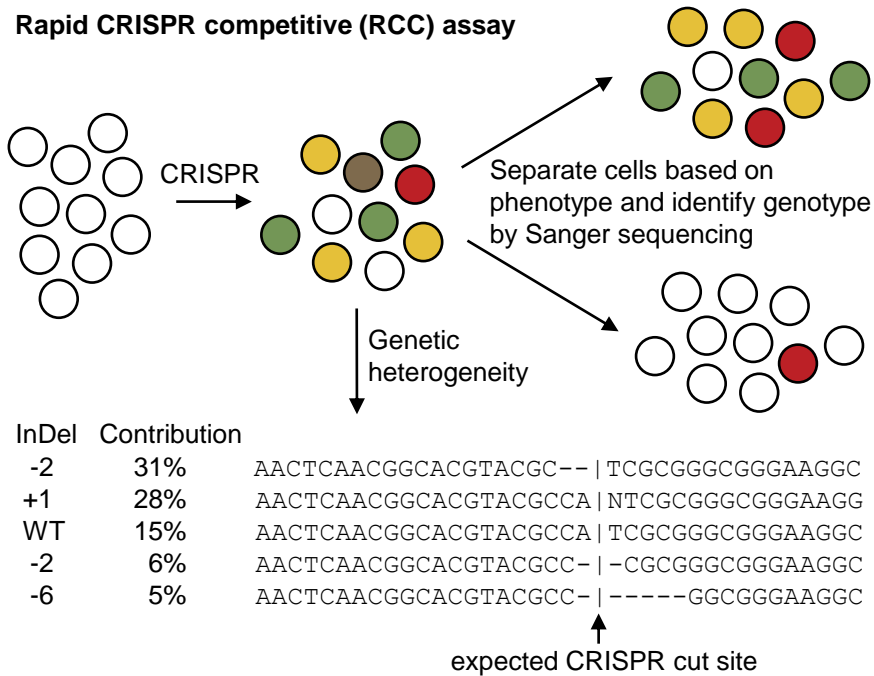 Rapid CRISPR competitive (RCC) assay
CRISPR
Separate cells based on
phenotype and identify genotype
by Sanger sequencing
Genetic
heterogeneity
InDel Contribution
-2 31% AACTCAACGGCACGTACGC--|TCGCGGGCGGGAAGGC
+1 28% AACTCAACGGCACGTACGCCA|NTCGCGGGCGGGAAGG
WT 15% AACTCAACGGCACGTACGCCA|TCGCGGGCGGGAAGGC
-2 6% AACTCAACGGCACGTACGCC-|-CGCGGGCGGGAAGGC
-6 5% AACTCAACGGCACGTACGCC-|-----GGCGGGAAGGC
expected CRISPR cut site